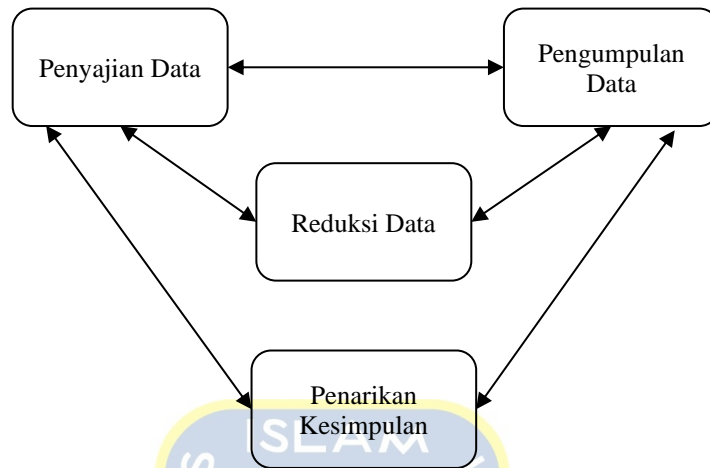 Penyajian Data
Pengumpulan
Data
Reduksi Data
Penarikan
Kesimpulan
ISLAM